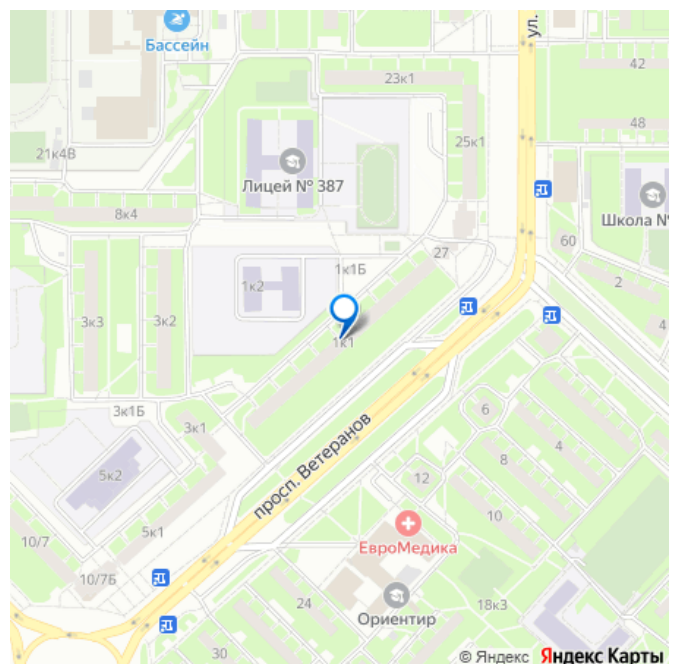 ул.
Бассейн
23к1
42
48
25к1
21к4В
Лицей № 387
Школа №
8к4
60
27
1к1Б
1к2
2
3к3
3к2
4
1к1
3к1Б
3к1
6
просп. Ветеранов
4
8
5к2
12
10
5к1
10/7
ЕвроМедика
10/7Б
24
Ориентир
18к3
30
© Яндекс Яндекс Карты